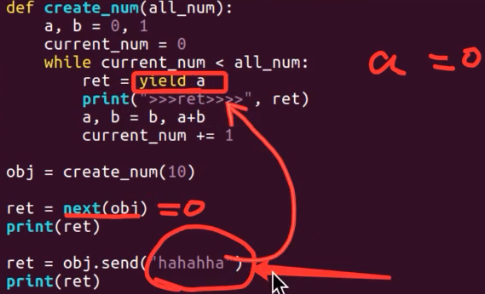 def create_num(all_num):
    a, b = 0, 1
    current_num = 0
    while current_num < all_num:
        ret = yield a
        print(">>>ret>>>>", ret)
        a, b = b, a+b
        current_num += 1
a = 0
obj = create_num(10)
ret = next(obj) = 0
print(ret)
ret = obj.send("hahahha")
print(ret)